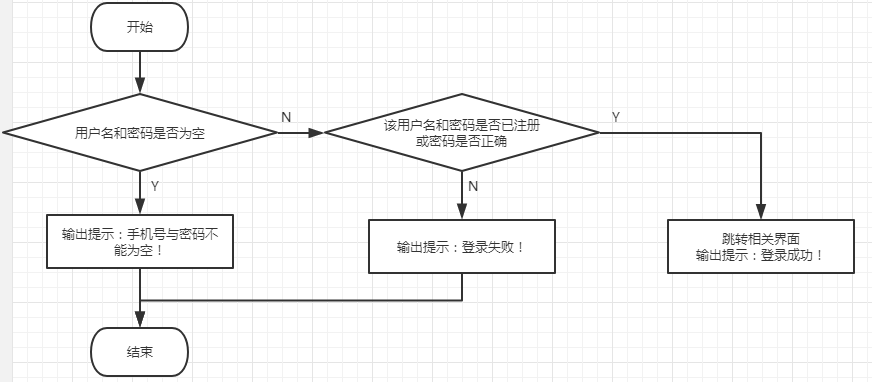 开始
用户名和密码是否为空
N
该用户名和密码是否已注册
或密码是否正确
Y
Y
N
输出提示：手机号与密码不
能为空！
输出提示：登录失败！
跳转相关界面
输出提示：登录成功！
结束